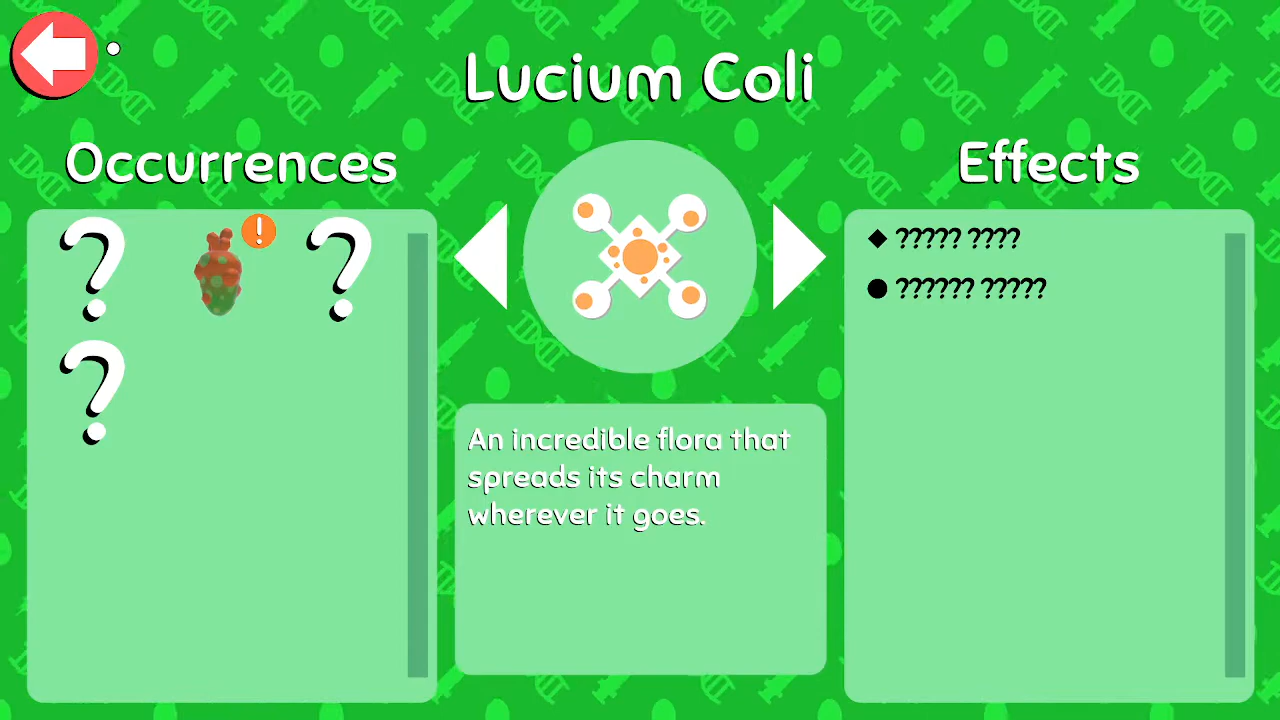 Lucium Coli
Occurrences
? ! ?
?
An incredible flora that
spreads its charm
wherever it goes.
Effects
????? ????
?????? ?????